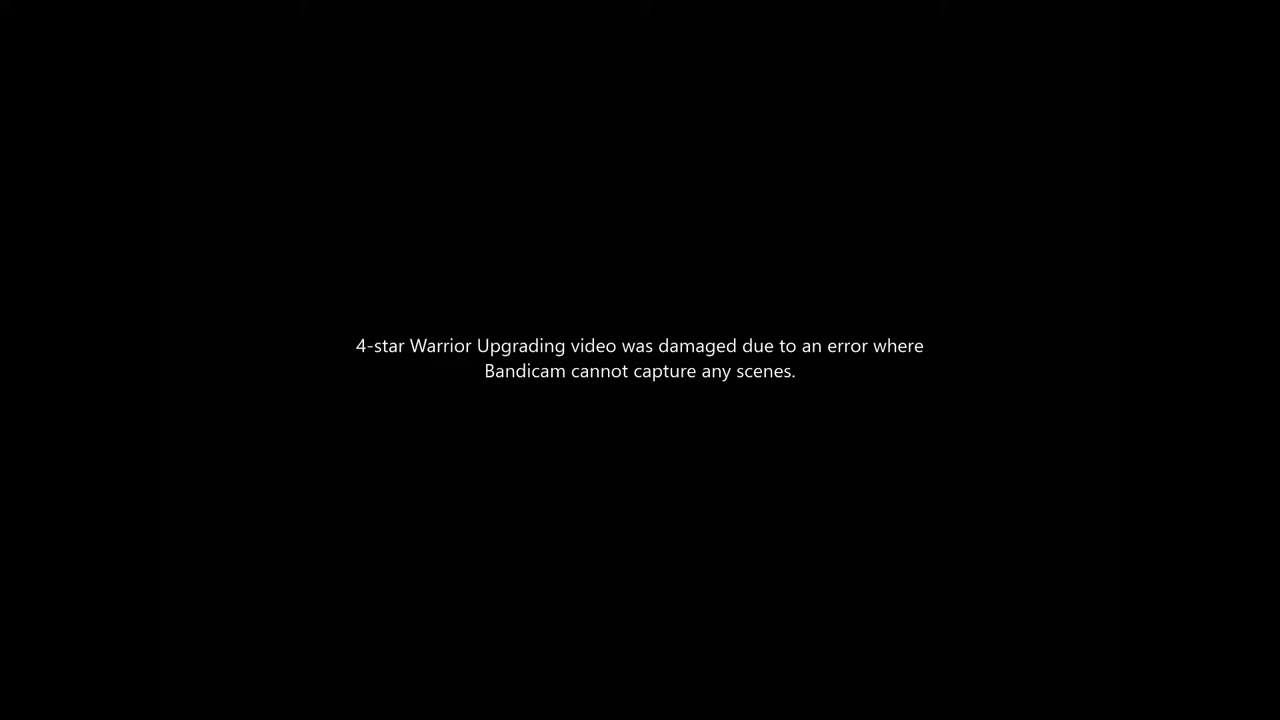 4-star Warrior Upgrading video was damaged due to an error where
Bandicam cannot capture any scenes.